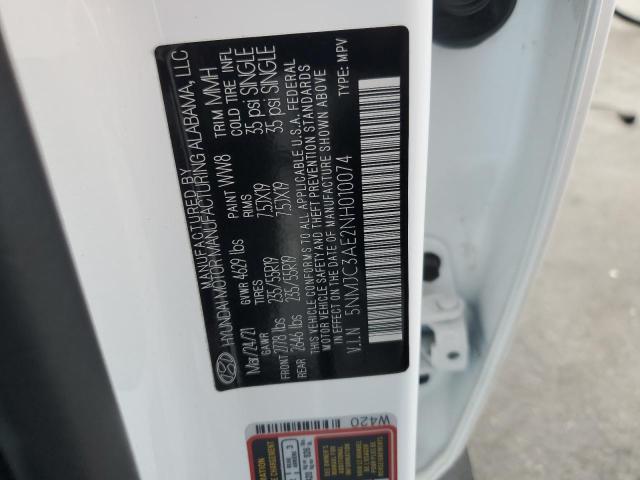 MANUFACTURED BY
HYUNDAI MOTOR MANUFACTURING ALABAMA, LLC
Mar/24/21 PAINT WW8 TRIM MMH
GVWR 4629 lbs
GAWR TIRES RIMS COLD TIRE INFL
FRONT 2778 lbs 235/55R19 7.5JX19 35 psi SINGLE
REAR 2646 lbs 235/55R19 7.5JX19 35 psi SINGLE
THIS VEHICLE CONFORMS TO ALL APPLICABLE U.S.A. FEDERAL
MOTOR VEHICLE SAFETY AND THEFT PREVENTION STANDARDS
IN EFFECT ON THE DATE OF MANUFACTURE SHOWN ABOVE.
V.I.N 5NMJC3AE2NH010074 TYPE: MPV
W420